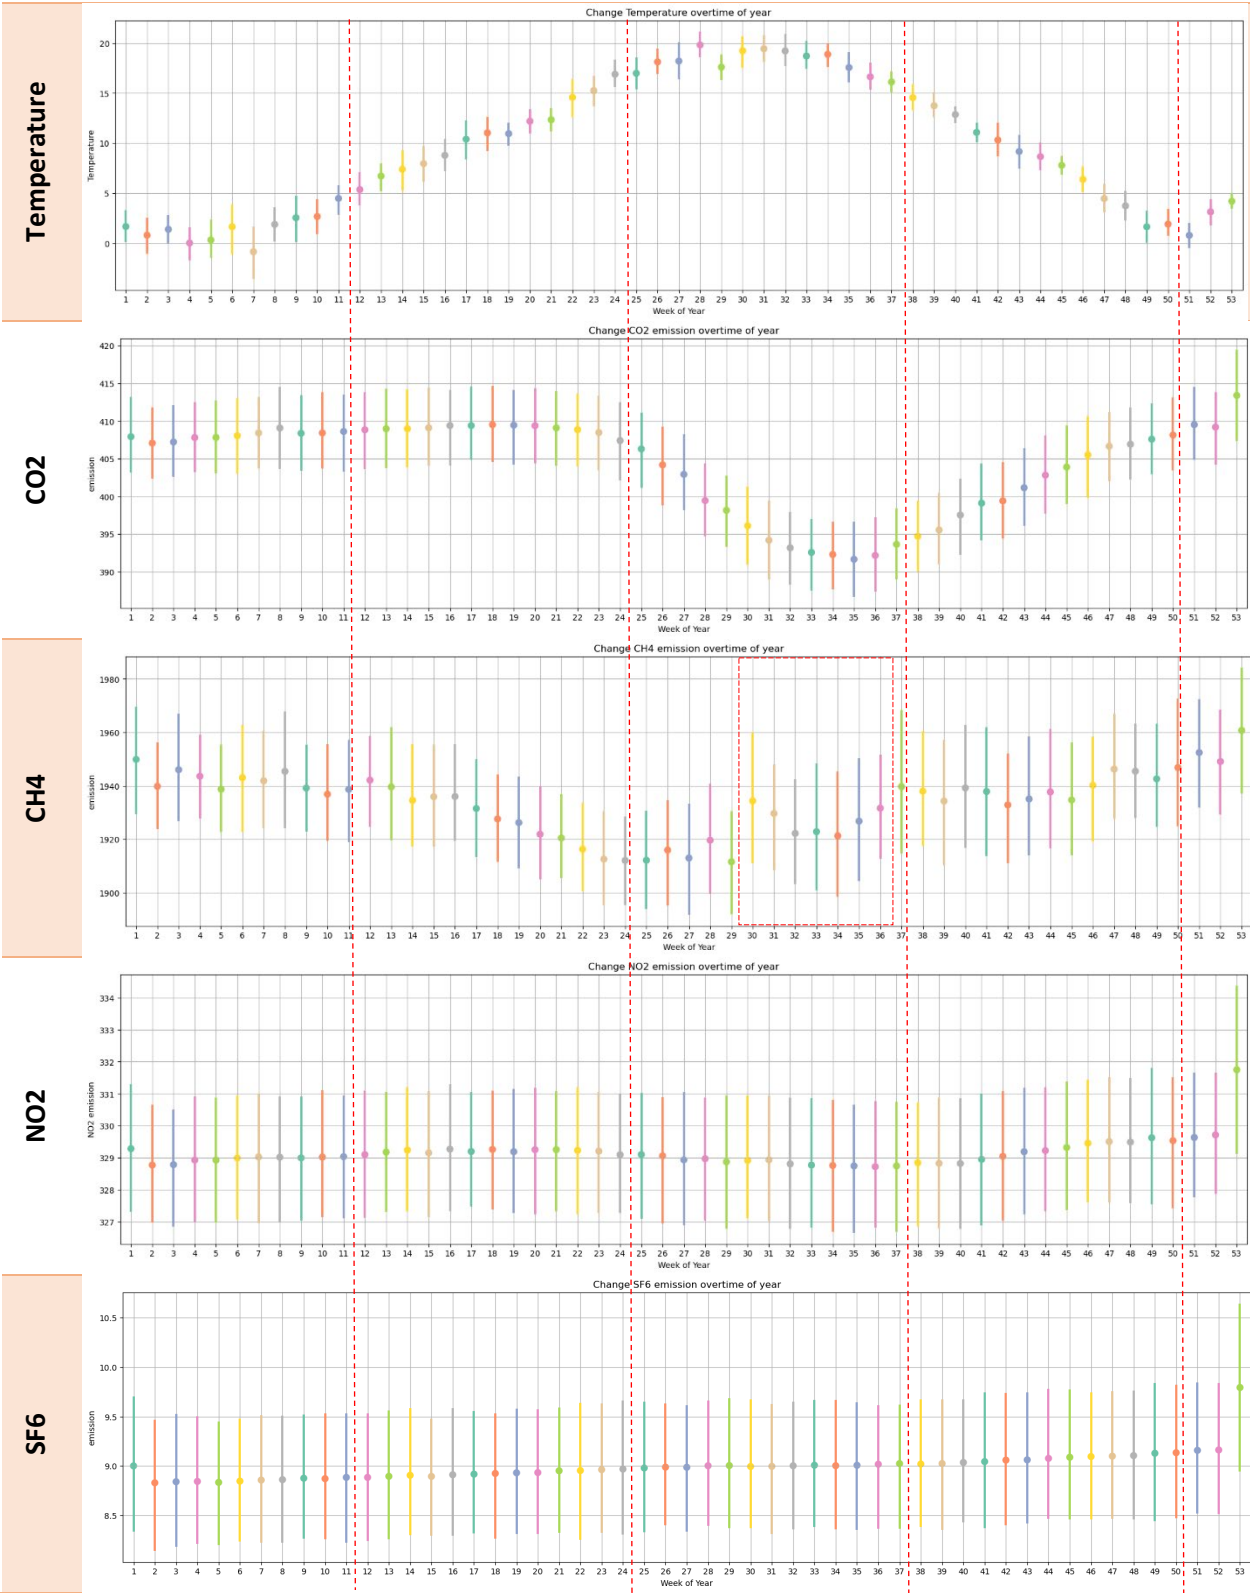 Temperature
Change Temperature overtime of year
Temperature
20
15
10
5
0
1 2 3 4 5 6 7 8 9 10 11 12 13 14 15 16 17 18 19 20 21 22 23 24 25 26 27 28 29 30 31 32 33 34 35 36 37 38 39 40 41 42 43 44 45 46 47 48 49 50 51 52 53
Week of Year
CO2
Change CO2 emission overtime of year
emission
420
415
410
405
400
395
390
1 2 3 4 5 6 7 8 9 10 11 12 13 14 15 16 17 18 19 20 21 22 23 24 25 26 27 28 29 30 31 32 33 34 35 36 37 38 39 40 41 42 43 44 45 46 47 48 49 50 51 52 53
Week of Year
CH4
Change CH4 emission overtime of year
emission
1980
1960
1940
1920
1900
1 2 3 4 5 6 7 8 9 10 11 12 13 14 15 16 17 18 19 20 21 22 23 24 25 26 27 28 29 30 31 32 33 34 35 36 37 38 39 40 41 42 43 44 45 46 47 48 49 50 51 52 53
Week of Year
NO2
Change NO2 emission overtime of year
NO2 emission
334
333
332
331
330
329
328
327
1 2 3 4 5 6 7 8 9 10 11 12 13 14 15 16 17 18 19 20 21 22 23 24 25 26 27 28 29 30 31 32 33 34 35 36 37 38 39 40 41 42 43 44 45 46 47 48 49 50 51 52 53
Week of Year
SF6
Change SF6 emission overtime of year
emission
10.5
10.0
9.5
9.0
8.5
1 2 3 4 5 6 7 8 9 10 11 12 13 14 15 16 17 18 19 20 21 22 23 24 25 26 27 28 29 30 31 32 33 34 35 36 37 38 39 40 41 42 43 44 45 46 47 48 49 50 51 52 53
Week of Year